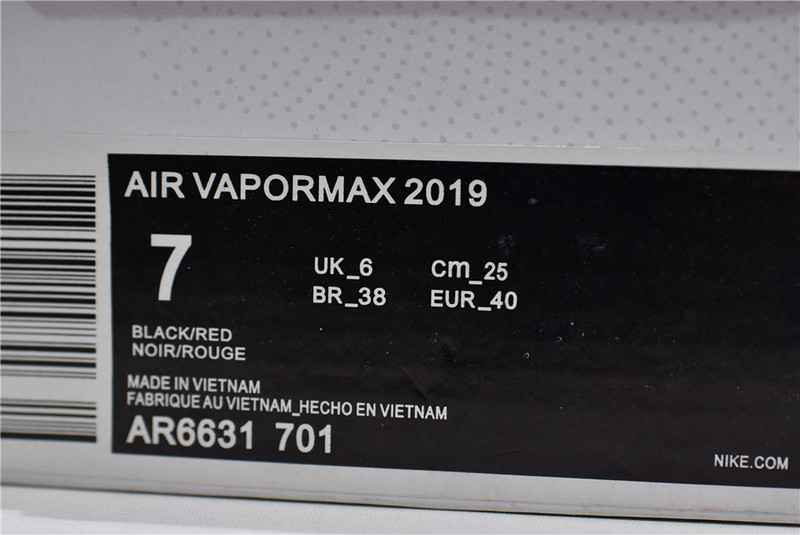 AIR VAPORMAX 2019
7
UK_6 Cm_25
BR_38 EUR_40
BLACK/RED
NOIR/ROUGE
MADE IN VIETNAM
FABRIQUE AU VIETNAM_HECHO EN VIETNAM
AR6631 701
NIKE.COM